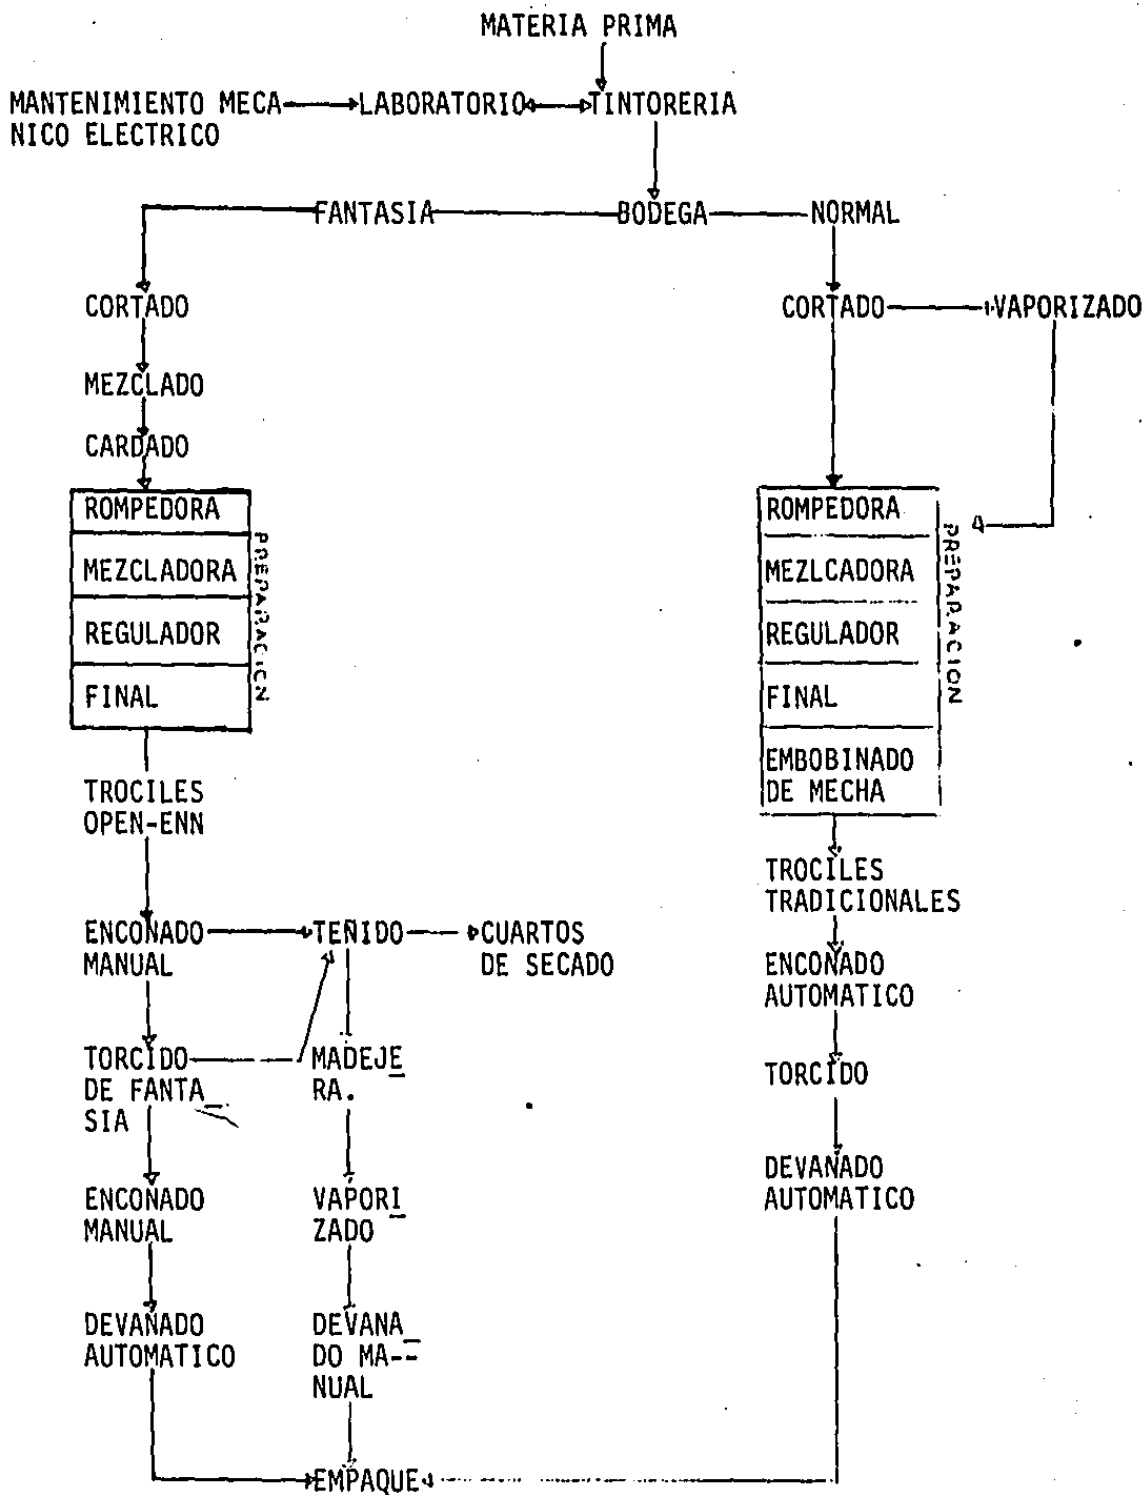 MATERIA PRIMA
MANTENIMIENTO MECA
NICO ELECTRICO
LABORATORIO
TINTORERIA
FANTASIA
BODEGA
NORMAL
CORTADO
MEZCLADO
CARDADO
ROMPEDORA
MEZCLADORA
REGULADOR
FINAL
PREPARACION
TROCILES
OPEN-ENN
ENCONADO
MANUAL
TEÑIDO
CUARTOS
DE SECADO
TORCIDO
DE FANTA_
SIA
MADEJE
RA.
ENCONADO
MANUAL
VAPORI
ZADO
DEVANADO
AUTOMATICO
DEVANA_
DO MA--
NUAL
CORTADO
VAPORIZADO
ROMPEDORA
MEZLCADORA
REGULADOR
FINAL
EMBOBINADO
DE MECHA
PREPARACION
TROCILES
TRADICIONALES
ENCONADO
AUTOMATICO
TORCIDO
DEVANADO
AUTOMATICO
EMPAQUE